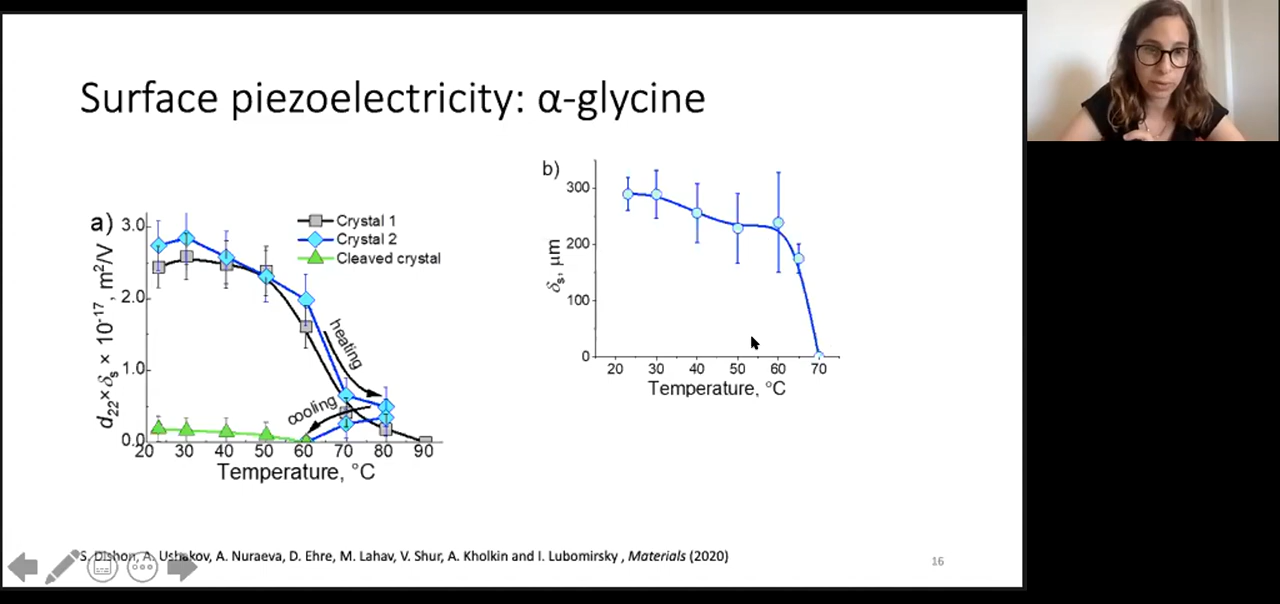 Surface piezoelectricity: α-glycine
a)
3.0
2.0
1.0
0.0
d22×δs × 10-17, m2/V
Crystal 1
Crystal 2
Cleaved crystal
heating
cooling
20 30 40 50 60 70 80 90
Temperature, °C
b)
300
200
100
0
δs, μm
20 30 40 50 60 70
Temperature, °C
S. Dishon, A. Ushakov, A. Nuraeva, D. Ehre, M. Lahav, V. Shur, A. Kholkin and I. Lubomirsky , Materials (2020)
16